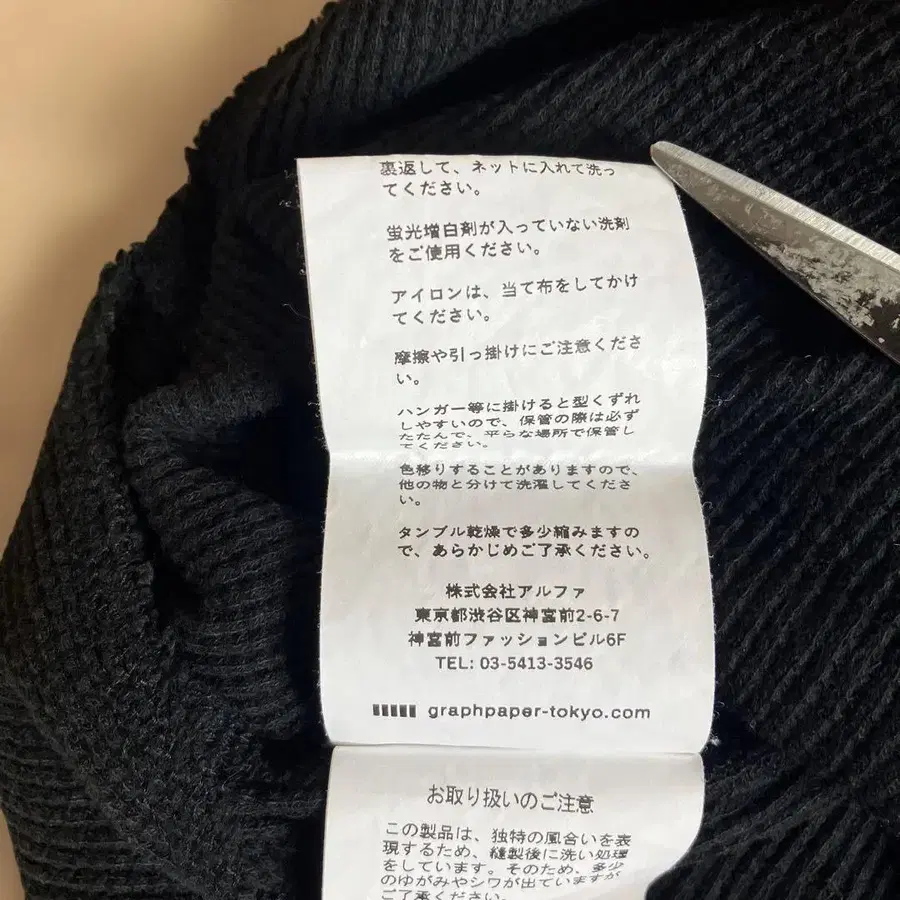 裏返して、ネットに入れて洗っ
てください。
蛍光増白剤が入っていない洗剤
をご使用ください。
アイロンは、当て布をしてかけ
てください。
摩擦や引っ掛けにご注意くださ
い。
ハンガー等に掛けると型くずれ
しやすいので、保管の際は必ず
たたんで、平らな場所で保管し
てください。
色移りすることがありますので、
他の物と分けて洗濯してくださ
い。
タンブル乾燥で多少縮みますの
で、あらかじめご了承ください。
株式会社アルファ
東京都渋谷区神宮前2-6-7
神宮前ファッションビル6F
TEL: 03-5413-3546
graphpaper-tokyo.com
お取り扱いのご注意
この製品は、独特の風合いを表
現するため、縫製後に洗い処理
をしています。そのため、多少
のゆがみやシワが出ていますが
ご了承ください。